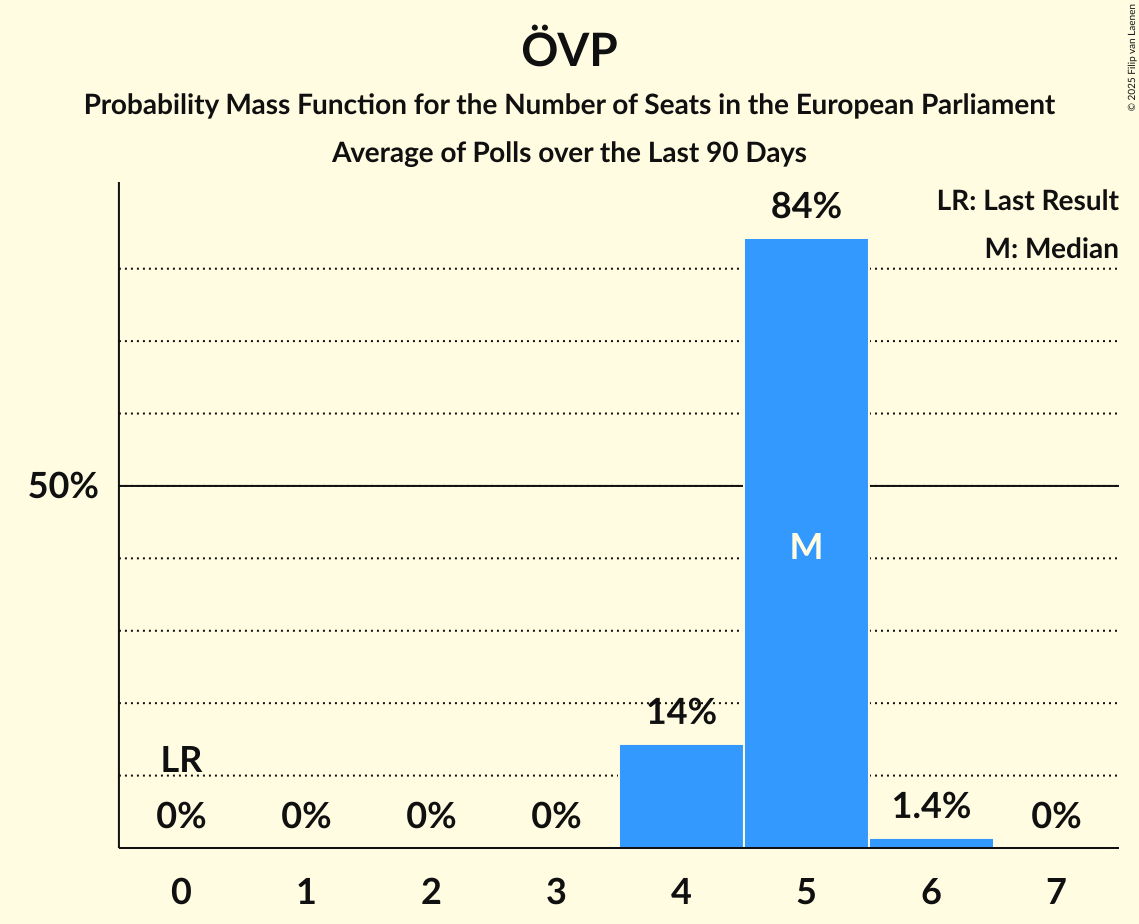 ÖVP
Probability Mass Function for the Number of Seats in the European Parliament
Average of Polls over the Last 90 Days
© 2025 Filip van Laenen
LR: Last Result
M: Median
84%
50%
M
14%
LR
1.4%
0% 0% 0% 0% 0%
0 1 2 3 4 5 6 7